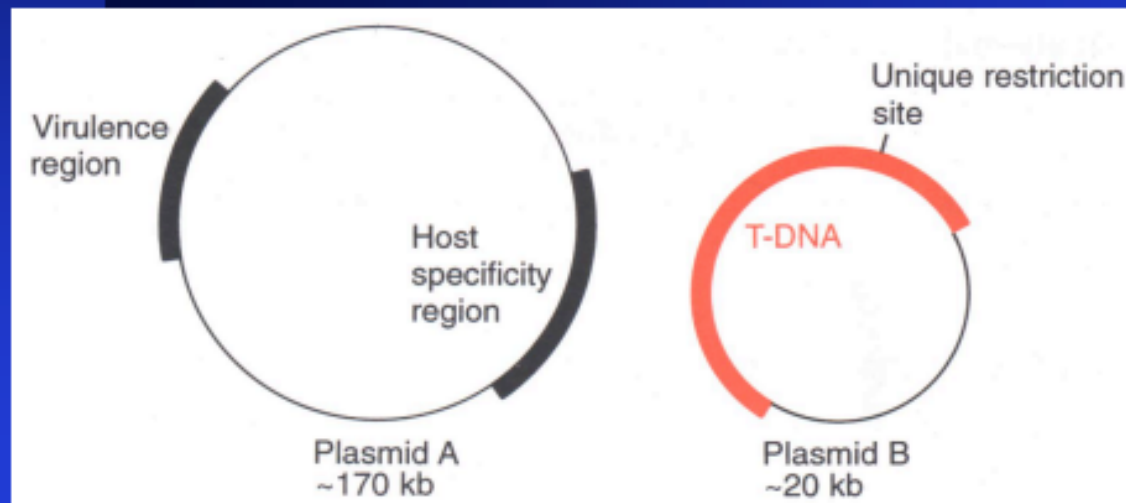 Virulence
region
Host
specificity
region
Plasmid A
~170 kb
Unique restriction
site
T-DNA
Plasmid B
~20 kb